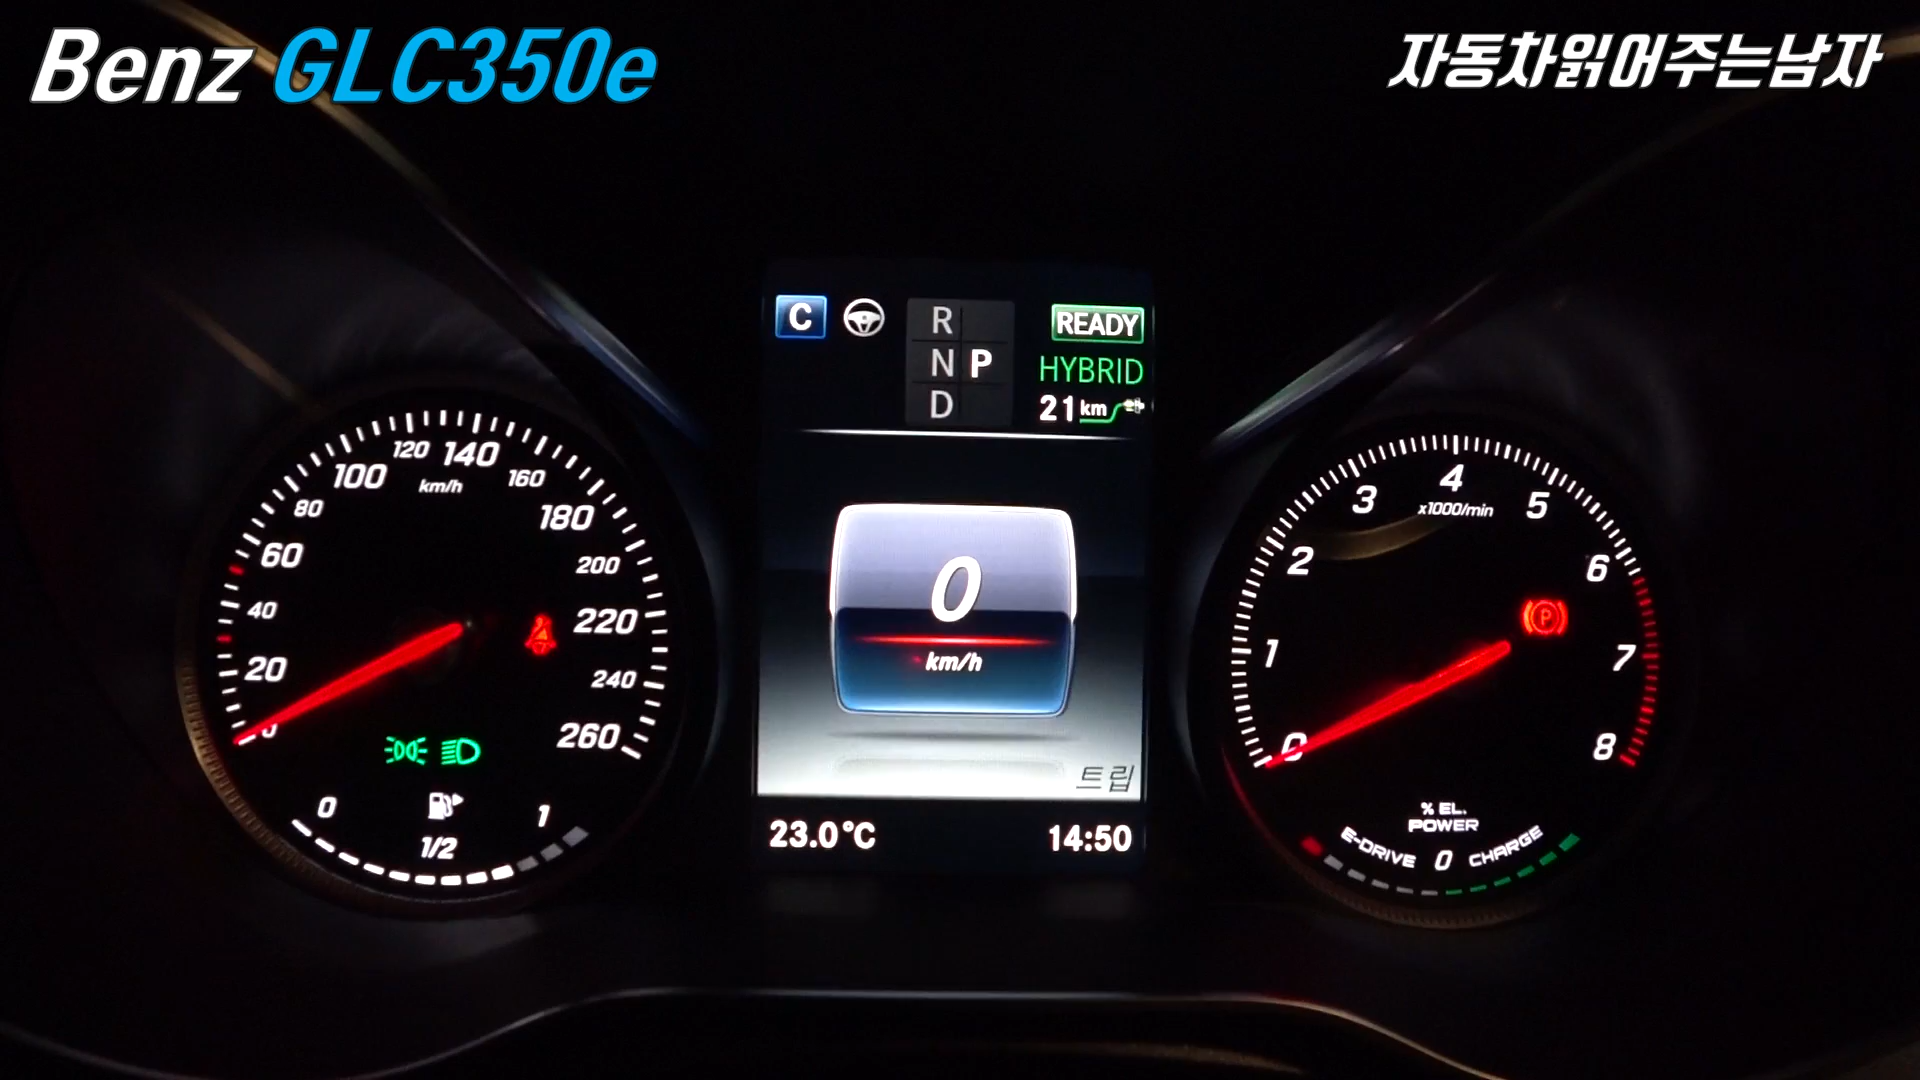 Benz GLC350e
자동차읽어주는남자
C
R
N P
D
READY
HYBRID
21 km
0
20
40
60
80
100
120
140
160
180
200
220
240
260
km/h
0
1/2
1
0
km/h
트립
23.0°C
14:50
0
1
2
3
4
5
6
7
8
x1000/min
P
% EL.
POWER
E-DRIVE 0 CHARGE